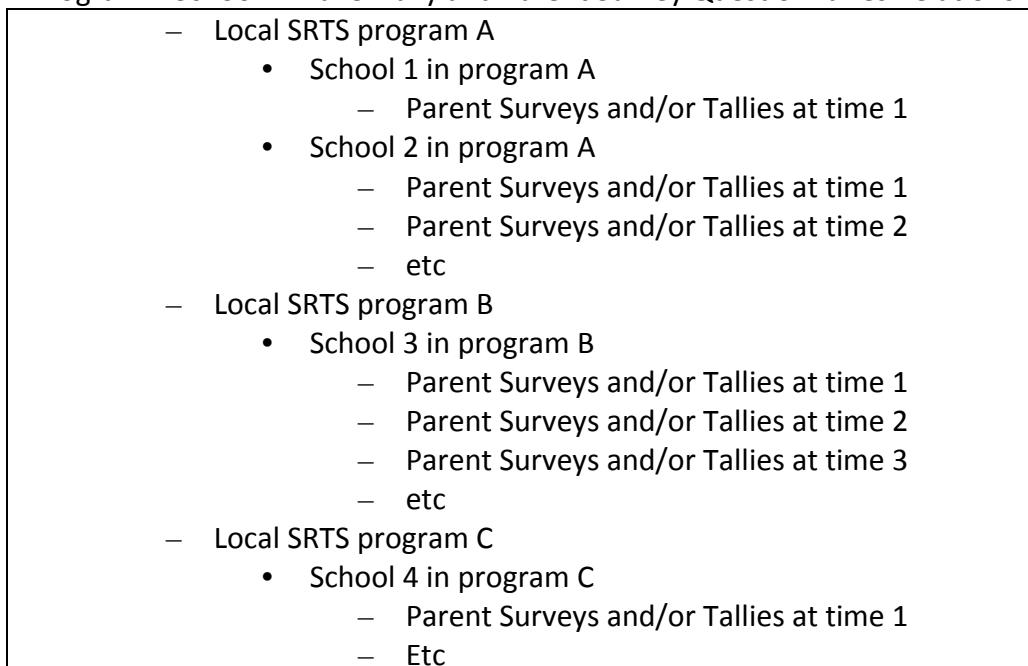 – Local SRTS program A
• School 1 in program A
– Parent Surveys and/or Tallies at time 1
• School 2 in program A
– Parent Surveys and/or Tallies at time 1
– Parent Surveys and/or Tallies at time 2
– etc
– Local SRTS program B
• School 3 in program B
– Parent Surveys and/or Tallies at time 1
– Parent Surveys and/or Tallies at time 2
– Parent Surveys and/or Tallies at time 3
– etc
– Local SRTS program C
• School 4 in program C
– Parent Surveys and/or Tallies at time 1
– Etc